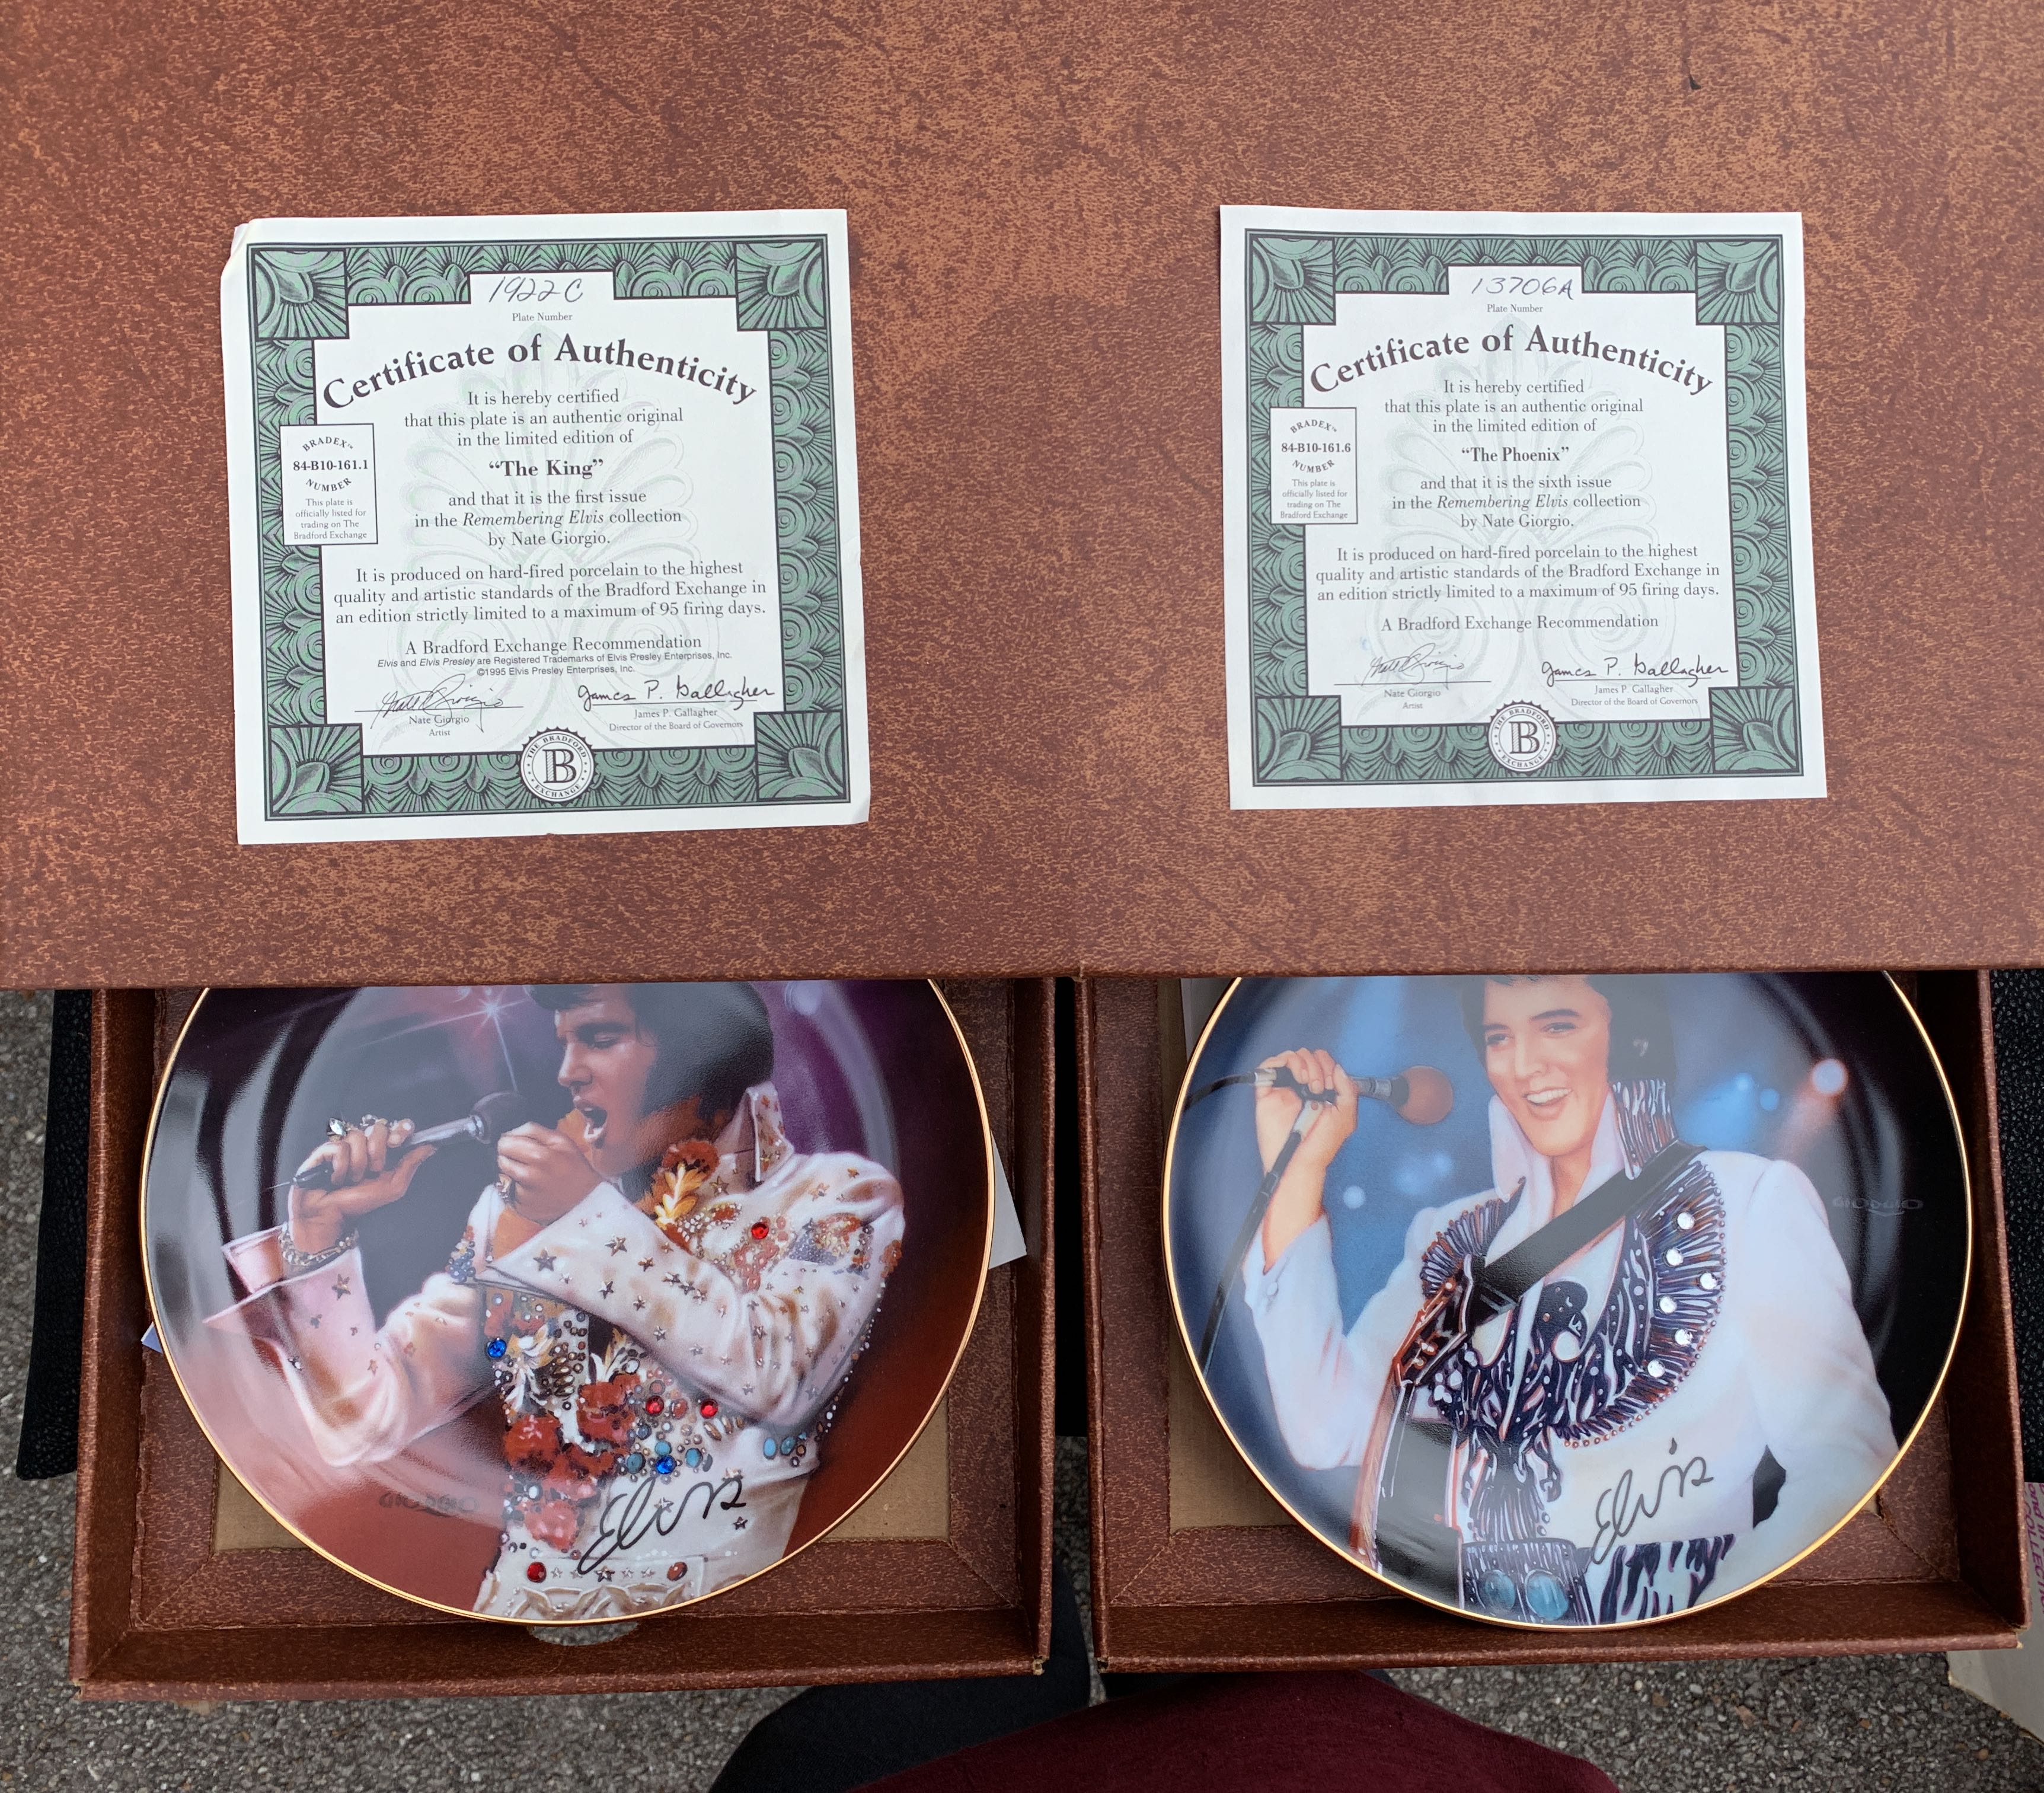 1922C
Plate Number
Certificate of Authenticity
It is hereby certified
that this plate is an authentic original
in the limited edition of
“The King”
and that it is the first issue
in the Remembering Elvis collection
by Nate Giorgio.
BRADEX™
84-B10-161.1
NUMBER
This plate is
officially listed for
trading on The
Bradford Exchange
It is produced on hard-fired porcelain to the highest
quality and artistic standards of the Bradford Exchange in
an edition strictly limited to a maximum of 95 firing days.
A Bradford Exchange Recommendation
Elvis and Elvis Presley are Registered Trademarks of Elvis Presley Enterprises, Inc.
©1995 Elvis Presley Enterprises, Inc.
Nate Giorgio
Nate Giorgio
Artist
James P. Gallagher
James P. Gallagher
Director of the Board of Governors
THE BRADFORD
B
EXCHANGE
13706A
Plate Number
Certificate of Authenticity
It is hereby certified
that this plate is an authentic original
in the limited edition of
“The Phoenix”
and that it is the sixth issue
in the Remembering Elvis collection
by Nate Giorgio.
BRADEX™
84-B10-161.6
NUMBER
This plate is
officially listed for
trading on The
Bradford Exchange
It is produced on hard-fired porcelain to the highest
quality and artistic standards of the Bradford Exchange in
an edition strictly limited to a maximum of 95 firing days.
A Bradford Exchange Recommendation
Nate Giorgio
Nate Giorgio
Artist
James P. Gallagher
James P. Gallagher
Director of the Board of Governors
THE BRADFORD
B
EXCHANGE
GIORGIO
Elvis
GIORGIO
Elvis